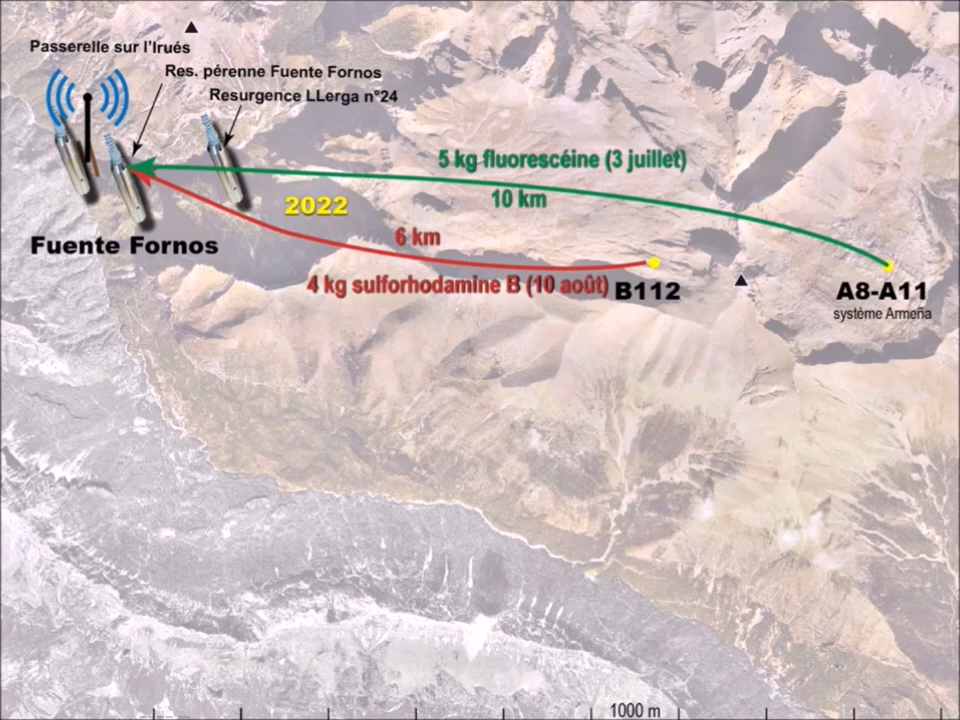 Passerelle sur l'Irués
Res. pérenne Fuente Fornos
Resurgence LLerga n°24
5 kg fluorescéine (3 juillet)
10 km
2022
6 km
Fuente Fornos
4 kg sulforhodamine B (10 août)
B112
A8-A11
système Armeña
1000 m